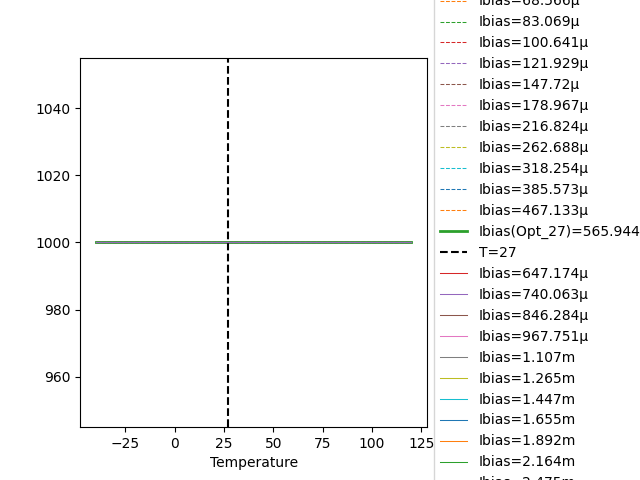 1040
1020
1000
980
960
−25
0
25
50
75
100
125
Temperature
Ibias=68.566µ
Ibias=83.069µ
Ibias=100.641µ
Ibias=121.929µ
Ibias=147.72µ
Ibias=178.967µ
Ibias=216.824µ
Ibias=262.688µ
Ibias=318.254µ
Ibias=385.573µ
Ibias=467.133µ
Ibias(Opt_27)=565.944
T=27
Ibias=647.174µ
Ibias=740.063µ
Ibias=846.284µ
Ibias=967.751µ
Ibias=1.107m
Ibias=1.265m
Ibias=1.447m
Ibias=1.655m
Ibias=1.892m
Ibias=2.164m